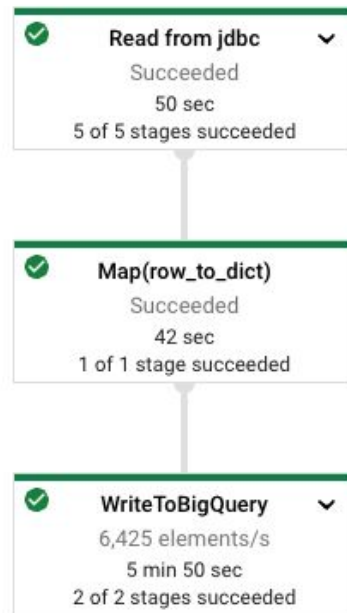 Read from jdbc
Succeeded
50 sec
5 of 5 stages succeeded
Map(row_to_dict)
Succeeded
42 sec
1 of 1 stage succeeded
WriteToBigQuery
6,425 elements/s
5 min 50 sec
2 of 2 stages succeeded